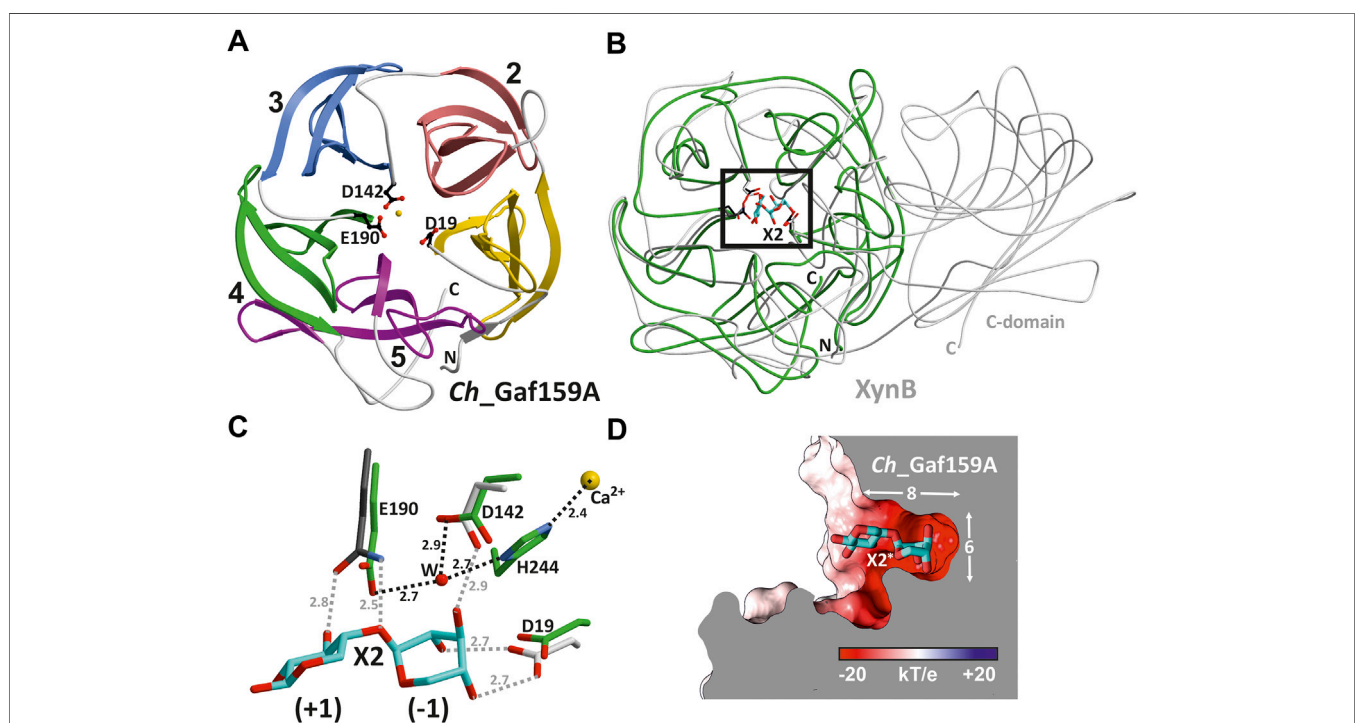 A
3
2
D142
D19
E190
4
C
5
N
Ch_Gaf159A
B
X2
C
N
C-domain
C
XynB
C
E190
D142
Ca²⁺
2.4
2.9
W
2.7
H244
2.7
2.9
2.8
2.5
D19
2.7
X2
2.7
(+1)
(-1)
D
Ch_Gaf159A
8
6
X2*
-20
kT/e
+20